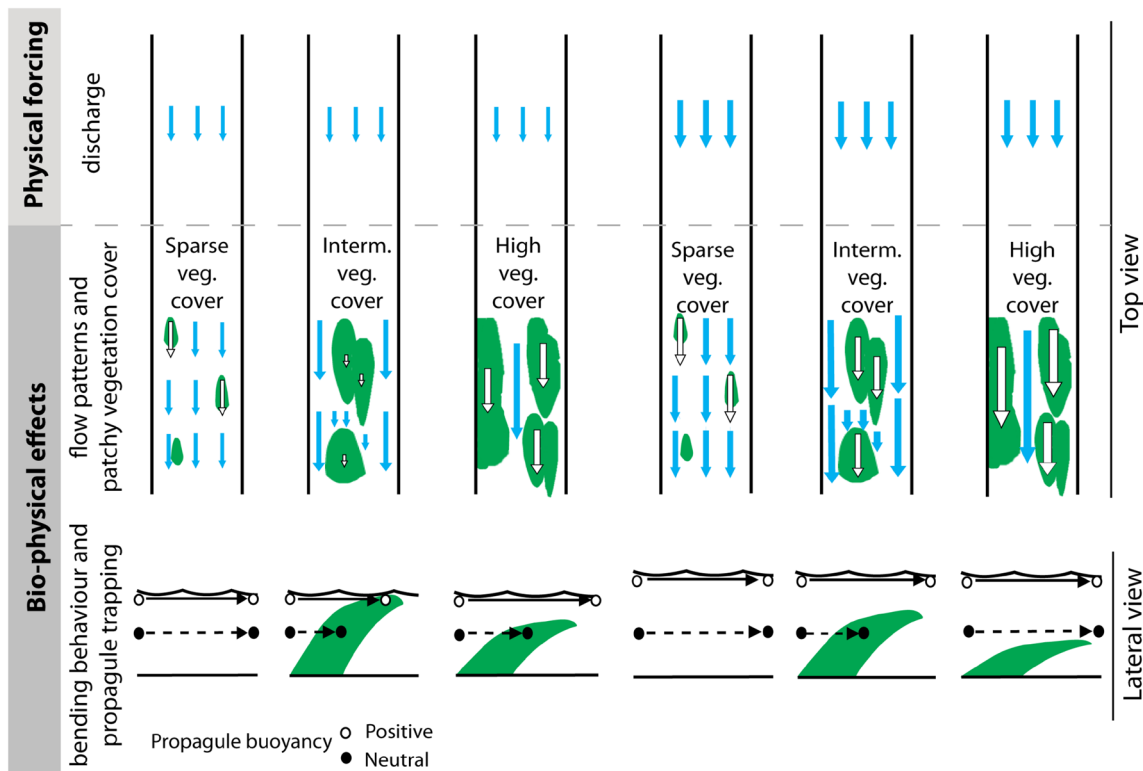 Physical forcing
discharge
Bio-physical effects
flow patterns and
patchy vegetation cover
Sparse
veg.
cover
Interm.
veg.
cover
High
veg.
cover
Sparse
veg.
cover
Interm.
veg.
cover
High
veg.
cover
Top view
bending behaviour and
propagule trapping
Lateral view
Propagule buoyancy
Positive
Neutral